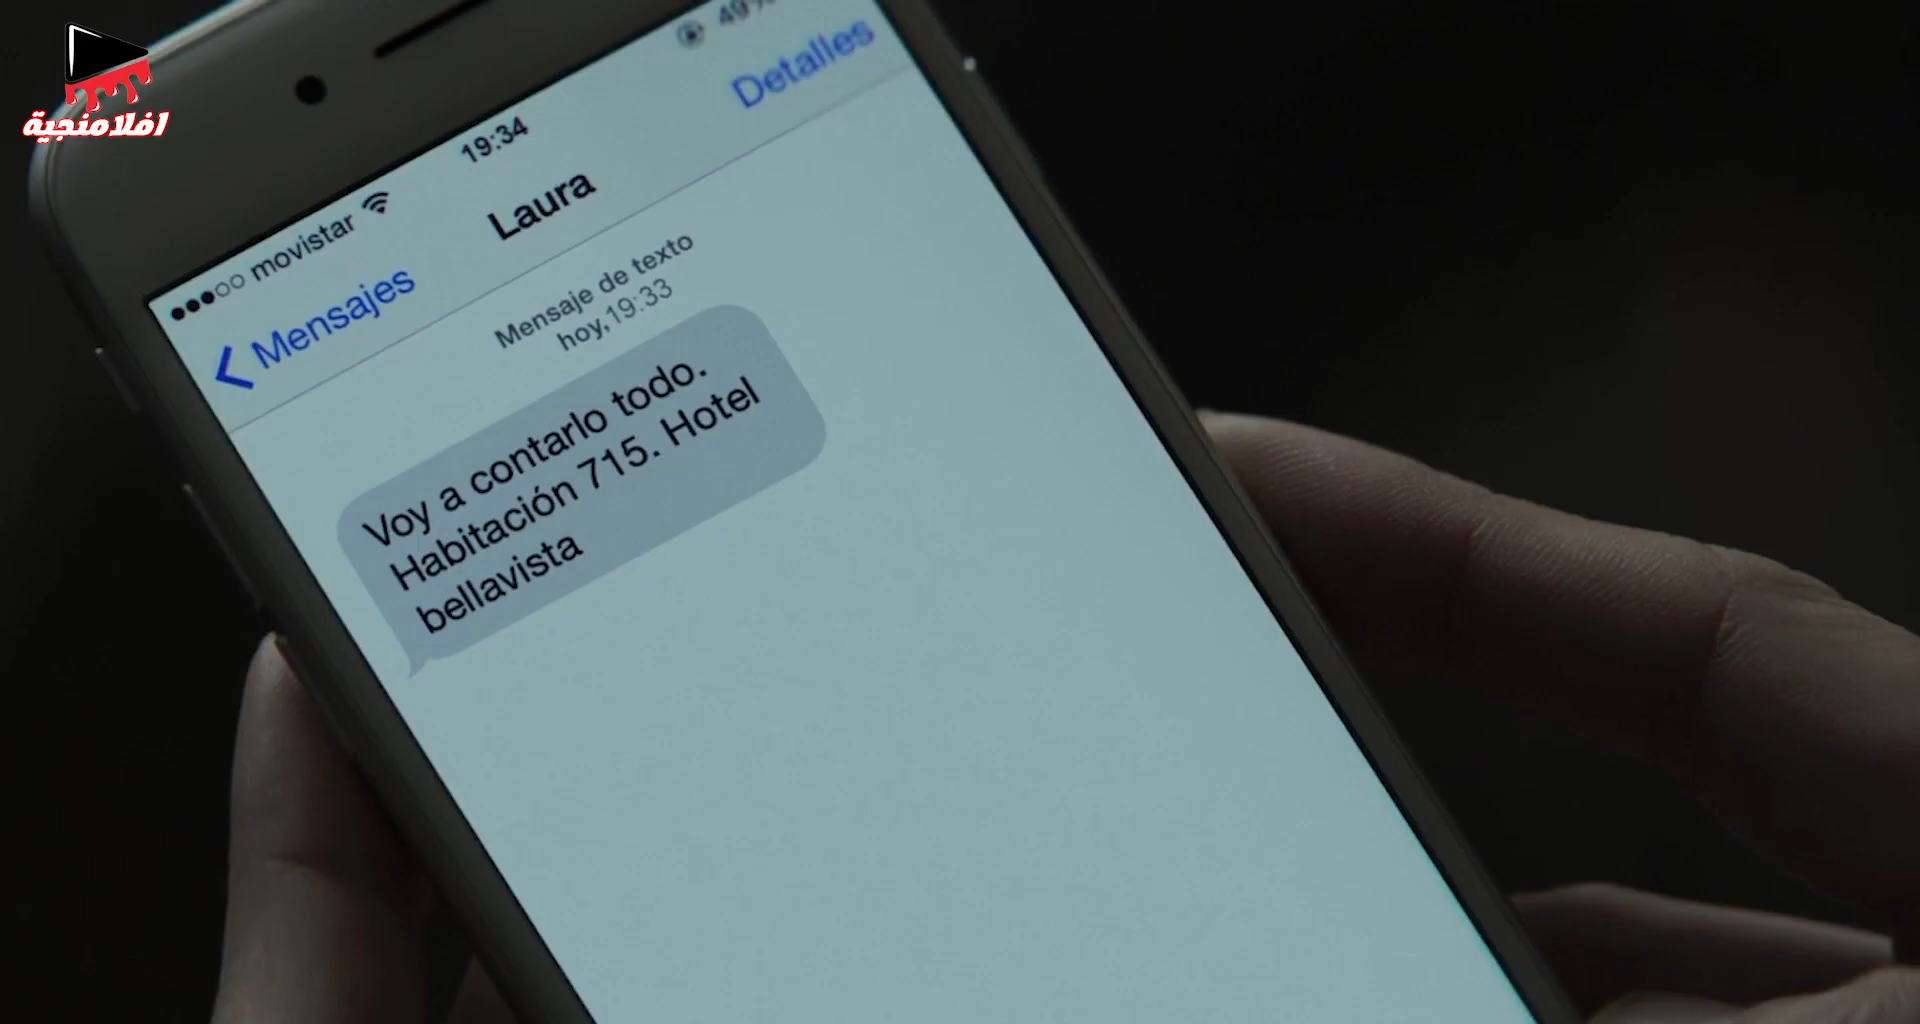 افلامنجية
movistar 19:34 49%
Mensajes Laura Detalles
Mensaje de texto
hoy,19:33
Voy a contarlo todo.
Habitación 715. Hotel
bellavista